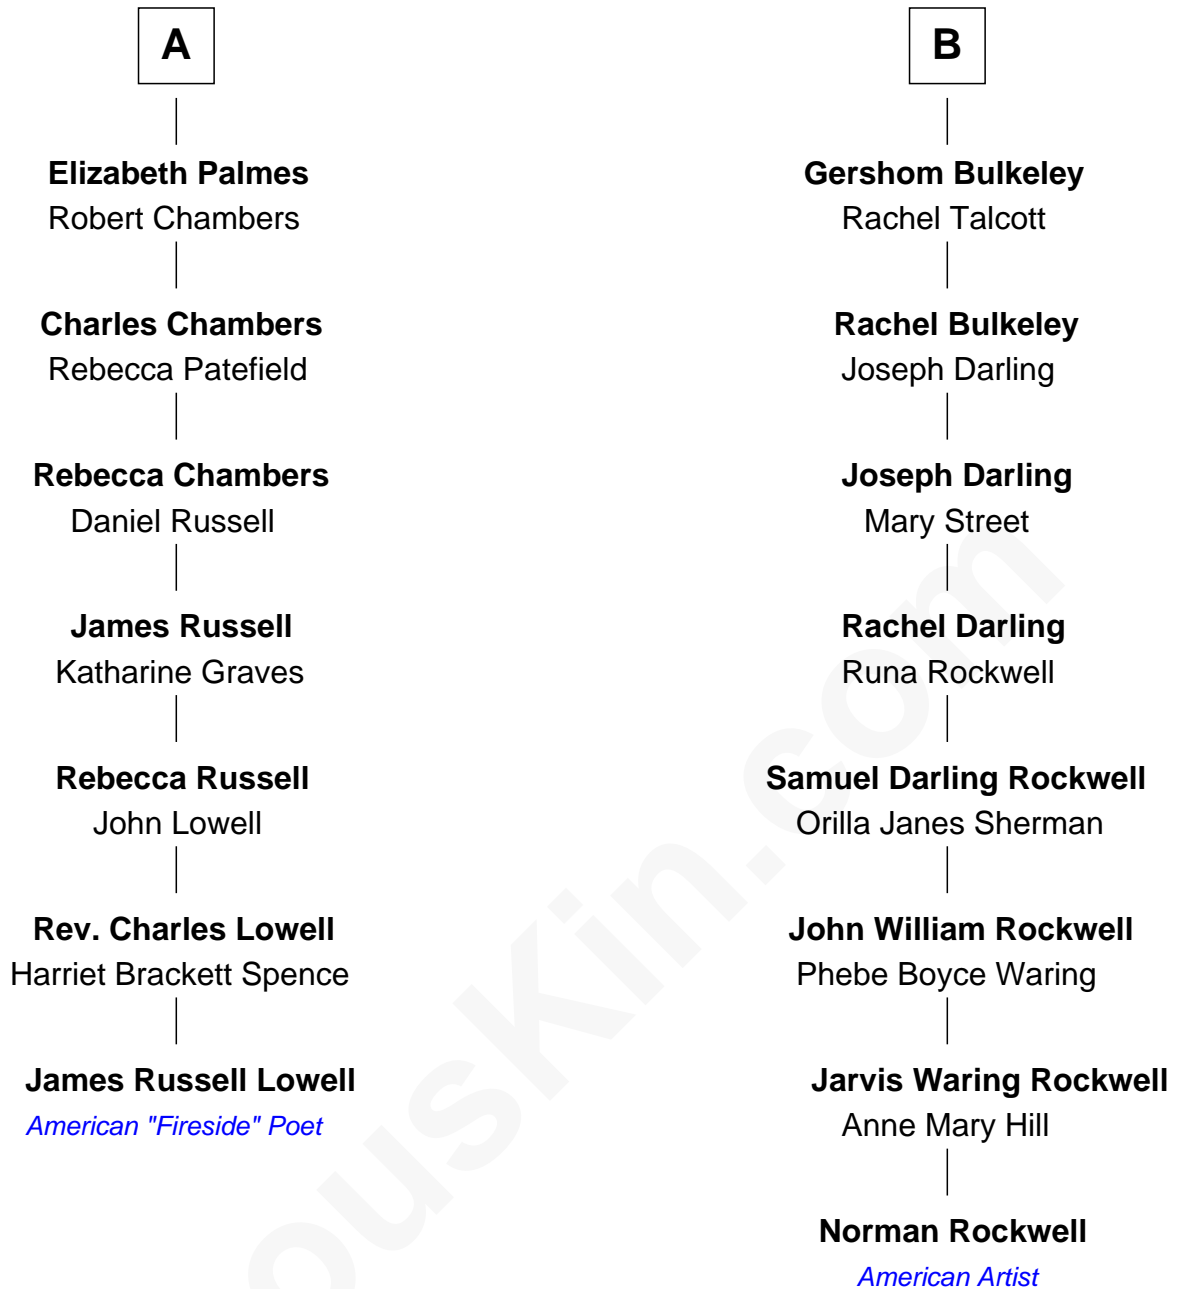 A
Elizabeth Palmes
Robert Chambers
Charles Chambers
Rebecca Patefield
Rebecca Chambers
Daniel Russell
James Russell
Katharine Graves
Rebecca Russell
John Lowell
Rev. Charles Lowell
Harriet Brackett Spence
James Russell Lowell
American "Fireside" Poet
B
Gershom Bulkeley
Rachel Talcott
Rachel Bulkeley
Joseph Darling
Joseph Darling
Mary Street
Rachel Darling
Runa Rockwell
Samuel Darling Rockwell
Orilla Janes Sherman
John William Rockwell
Phebe Boyce Waring
Jarvis Waring Rockwell
Anne Mary Hill
Norman Rockwell
American Artist
ousKin.com